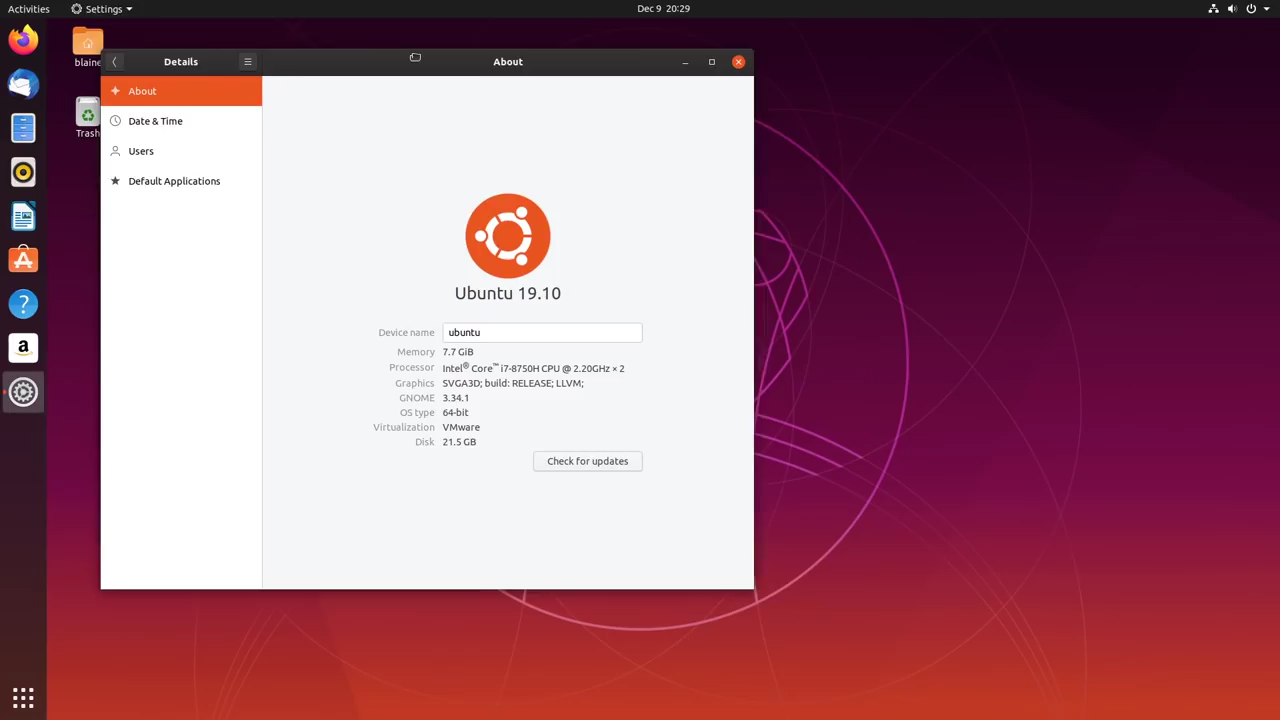 Activities
Settings
Dec 9 20:29
blaine
Trash
Details
About
About
Date & Time
Users
Default Applications
Ubuntu 19.10
Device name ubuntu
Memory 7.7 GiB
Processor Intel® Core™ i7-8750H CPU @ 2.20GHz × 2
Graphics SVGA3D; build: RELEASE; LLVM;
GNOME 3.34.1
OS type 64-bit
Virtualization VMware
Disk 21.5 GB
Check for updates